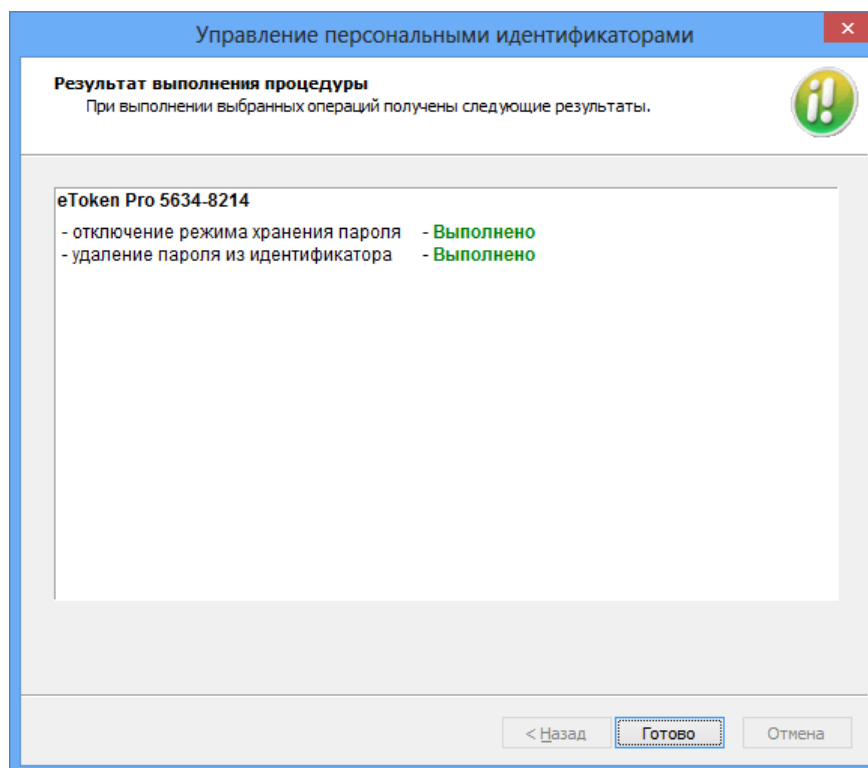 Управление персональными идентификаторами
Результат выполнения процедуры
При выполнении выбранных операций получены следующие результаты.
eToken Pro 5634-8214
- отключение режима хранения пароля - Выполнено
- удаление пароля из идентификатора - Выполнено
< Назад Готово Отмена